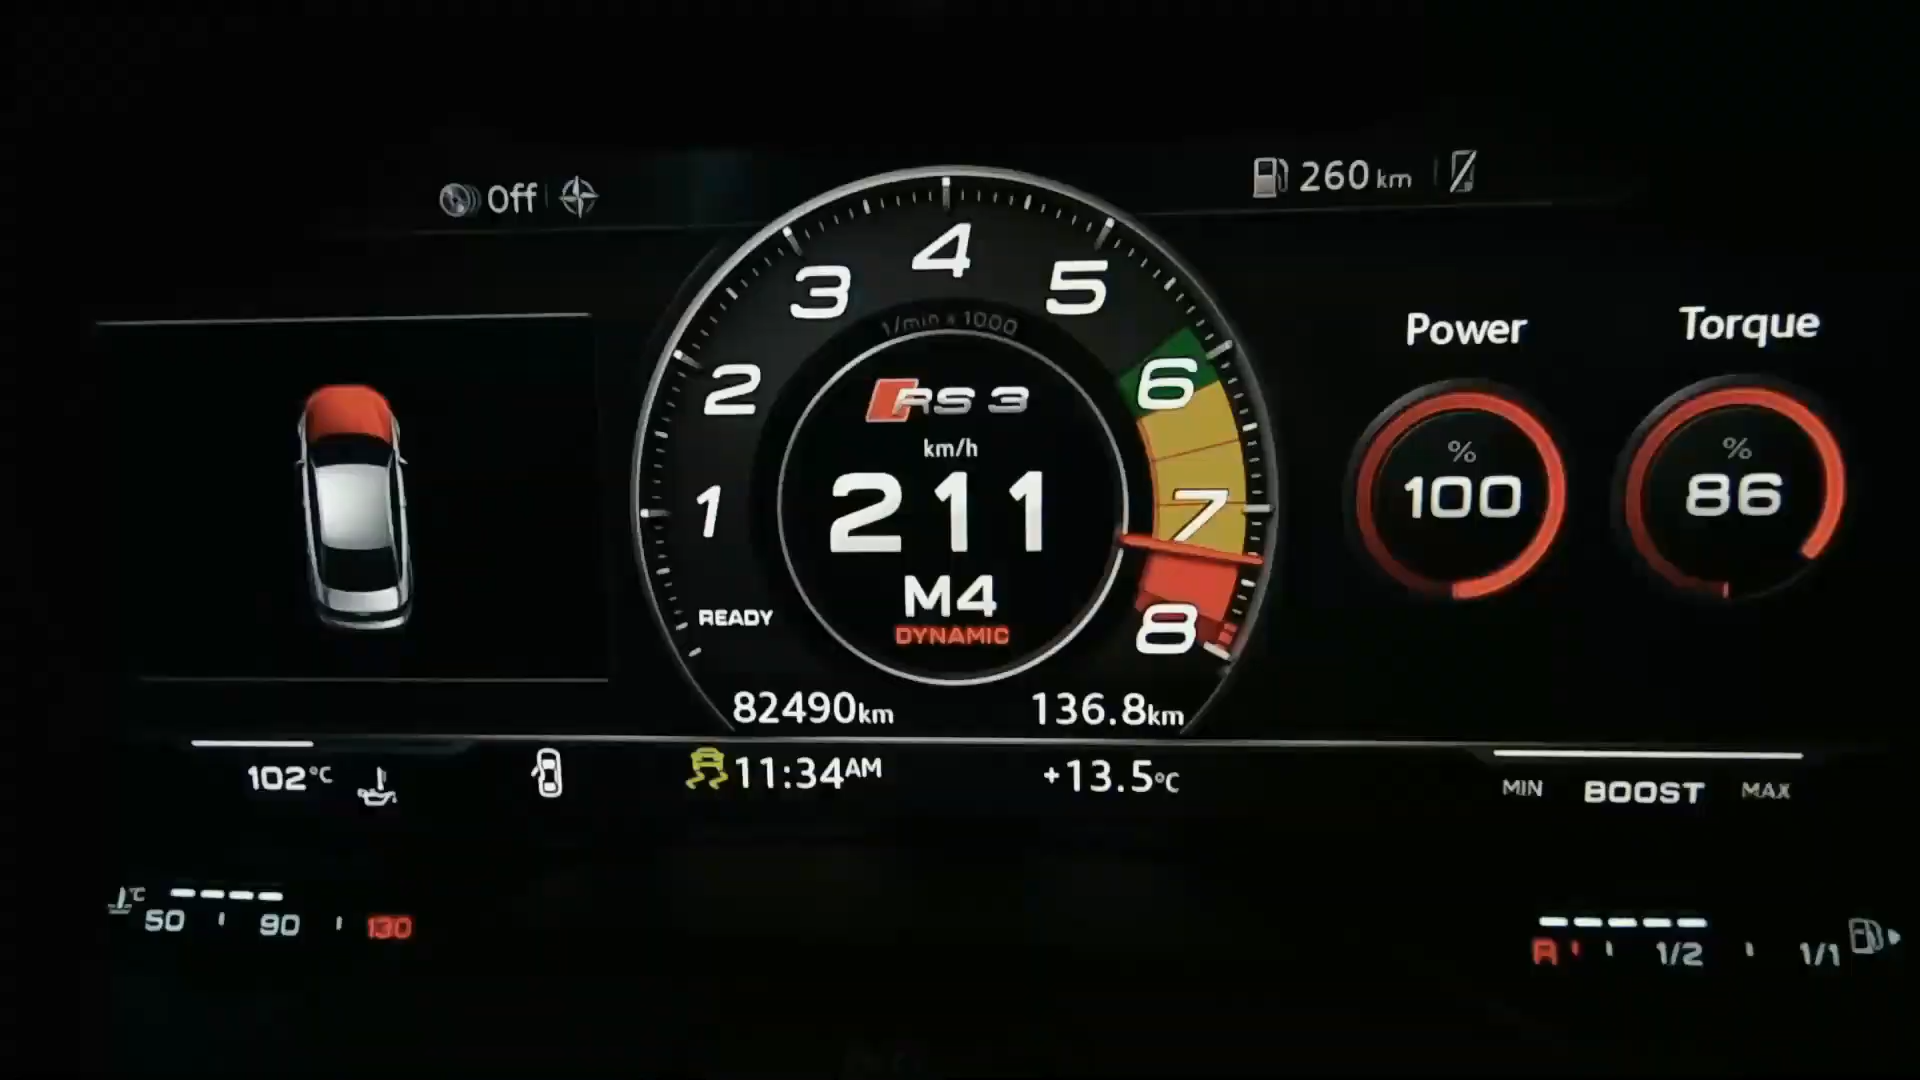 Off
260 km
4
3
5
1/min x 1000
Power
Torque
2
6
RS 3
km/h
%
100
%
86
1
211
7
M4
READY
DYNAMIC
8
82490km
136.8km
102°C
11:34AM
+13.5°C
MIN BOOST MAX
°C
50 90 130
R 1/2 1/1